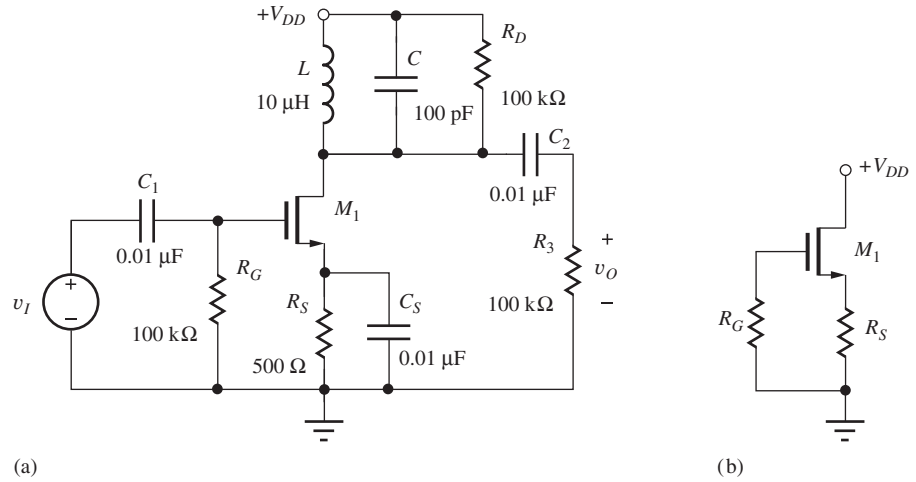 +V_DD
R_D
C
L
10 μH
100 pF
100 kΩ
C_2
0.01 μF
C_1
0.01 μF
M_1
R_G
100 kΩ
R_S
500 Ω
C_S
0.01 μF
R_3
100 kΩ
+
v_O
–
+
v_I
–
(a)
+V_DD
M_1
R_G
R_S
(b)